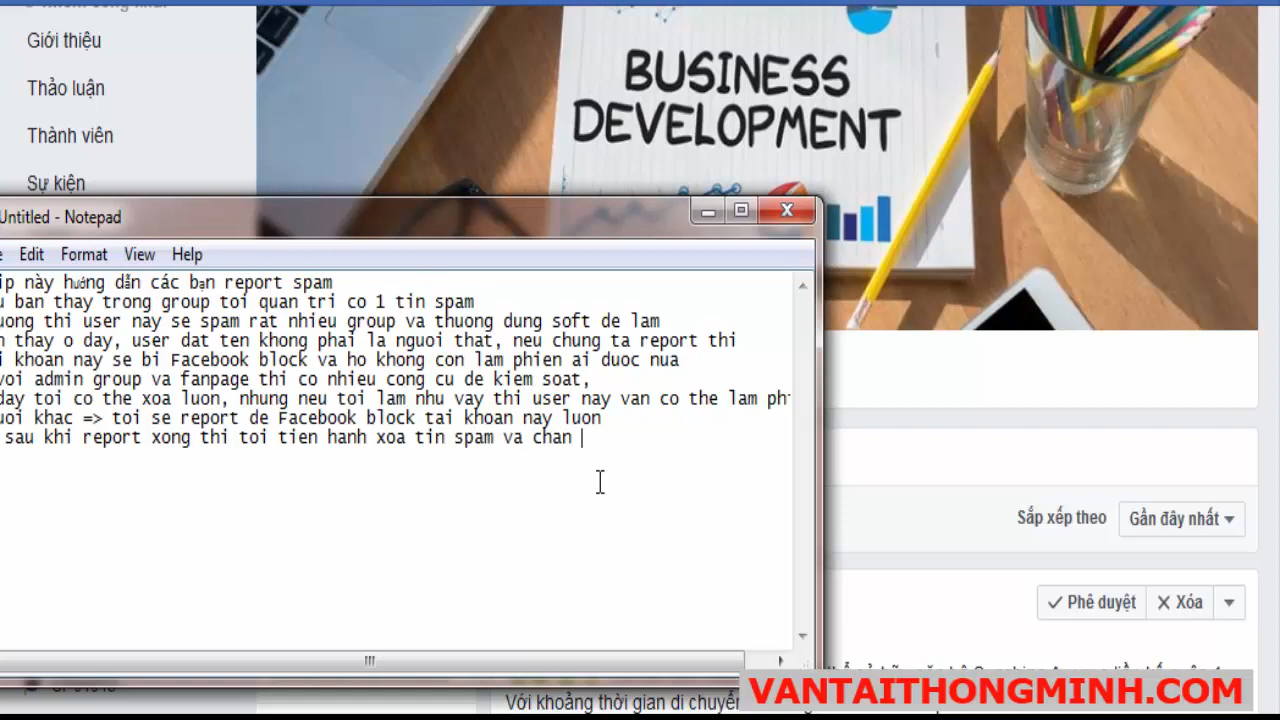 Giới thiệu
Thảo luận
Thành viên
Sự kiện
BUSINESS
DEVELOPMENT
Untitled - Notepad
Edit Format View Help
ip này hướng dẫn các bạn report spam
u ban thay trong group toi quan tri co 1 tin spam
uong thi user nay se spam rat nhieu group va thuong dung soft de lam
n thay o day, user dat ten khong phai la nguoi that, neu chung ta report thi
i khoan nay se bi Facebook block va ho khong con lam phien ai duoc nua
voi admin group va fanpage thi co nhieu cong cu de kiem soat,
day toi co the xoa luon, nhung neu toi lam nhu vay thi user nay van co the lam ph
uoi khac => toi se report de Facebook block tai khoan nay luon
sau khi report xong thi toi tien hanh xoa tin spam va chan
Sắp xếp theo Gần đây nhất
Phê duyệt Xóa
Với khoảng thời gian di chuyển
VANTAITHONGMINH.COM